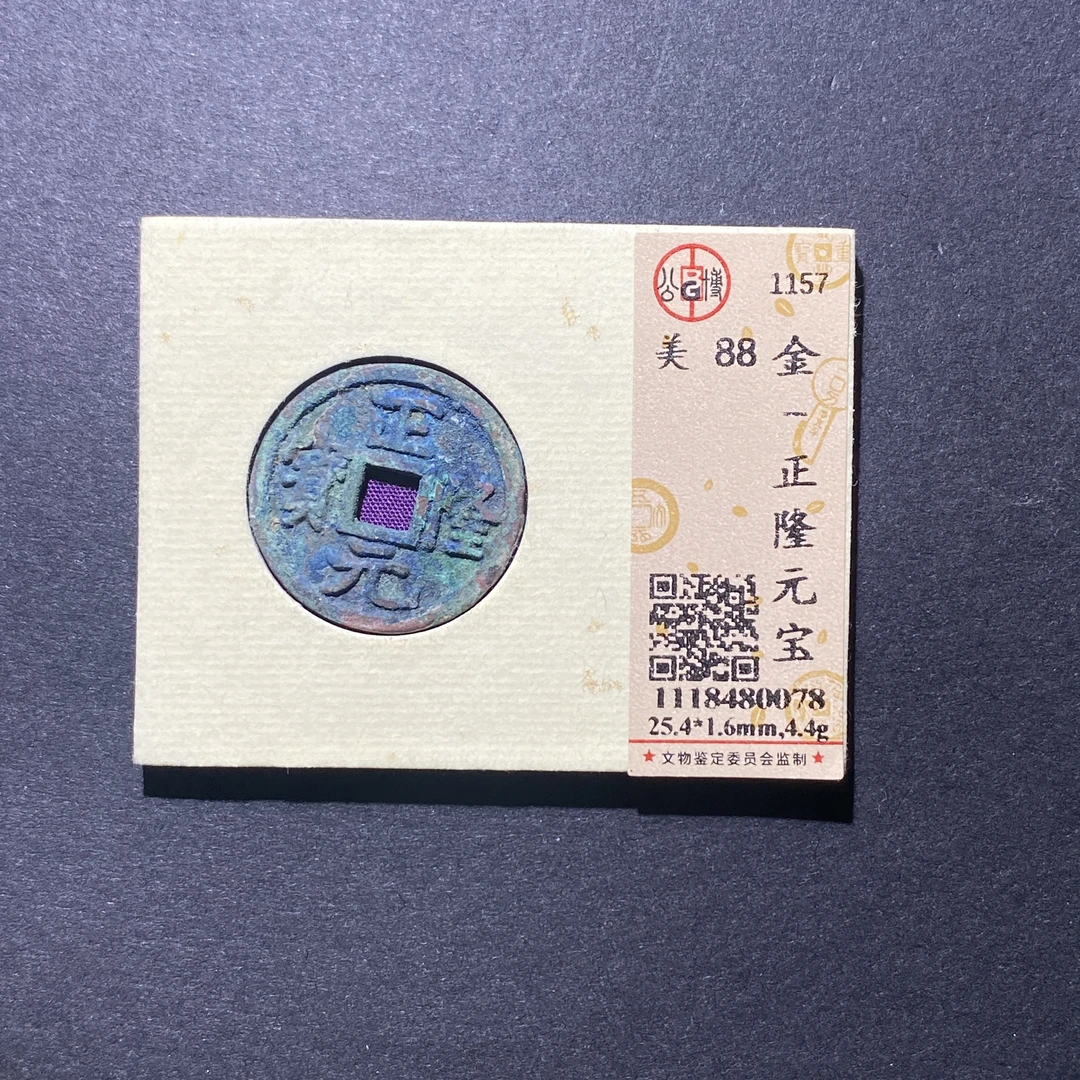 正隆元寶
公博
1157
美 88
金-正隆元宝
1118480078
25.4*1.6mm,4.4g
★文物鉴定委员会监制★